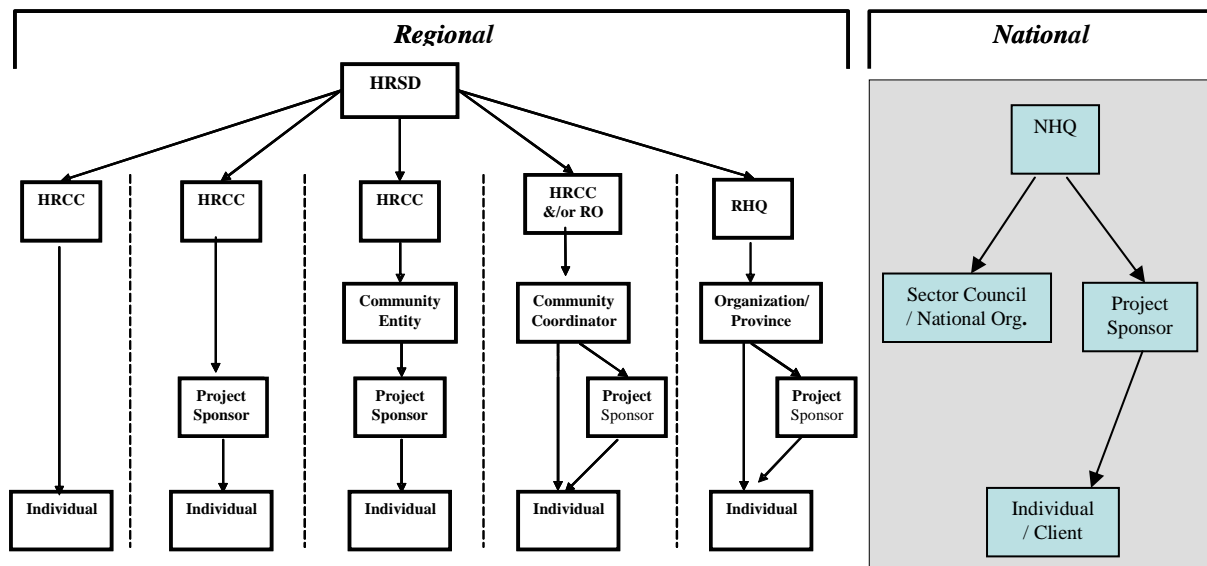 Regional
National
HRSD
NHQ
HRCC
HRCC
HRCC
HRCC
&/or RO
RHQ
Community
Entity
Community
Coordinator
Organization/
Province
Sector Council
/ National Org.
Project
Sponsor
Project
Sponsor
Project
Sponsor
Project
Sponsor
Project
Sponsor
Individual
Individual
Individual
Individual
Individual
Individual
/ Client